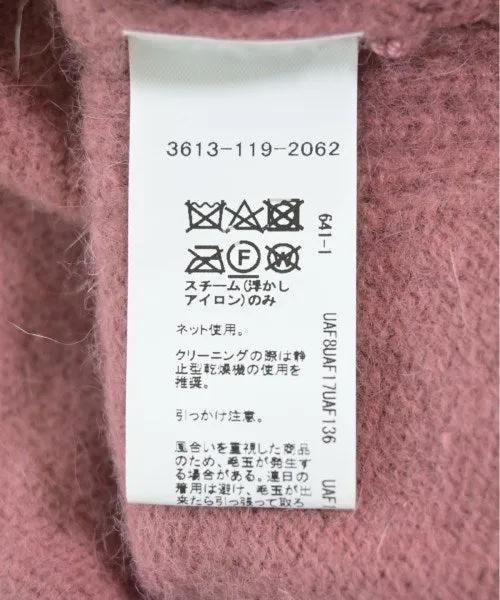 3613-119-2062
F W
スチーム(浮かし
アイロン)のみ
ネット使用。
クリーニングの際は静
止型乾燥機の使用を
推奨。
引っかけ注意。
風合いを重視した商品
のため、毛玉が発生す
る場合がある。連日の
着用は避け、毛玉が出
来たら引っ張って取ろ
641-1
UAF8UAF17UAF136